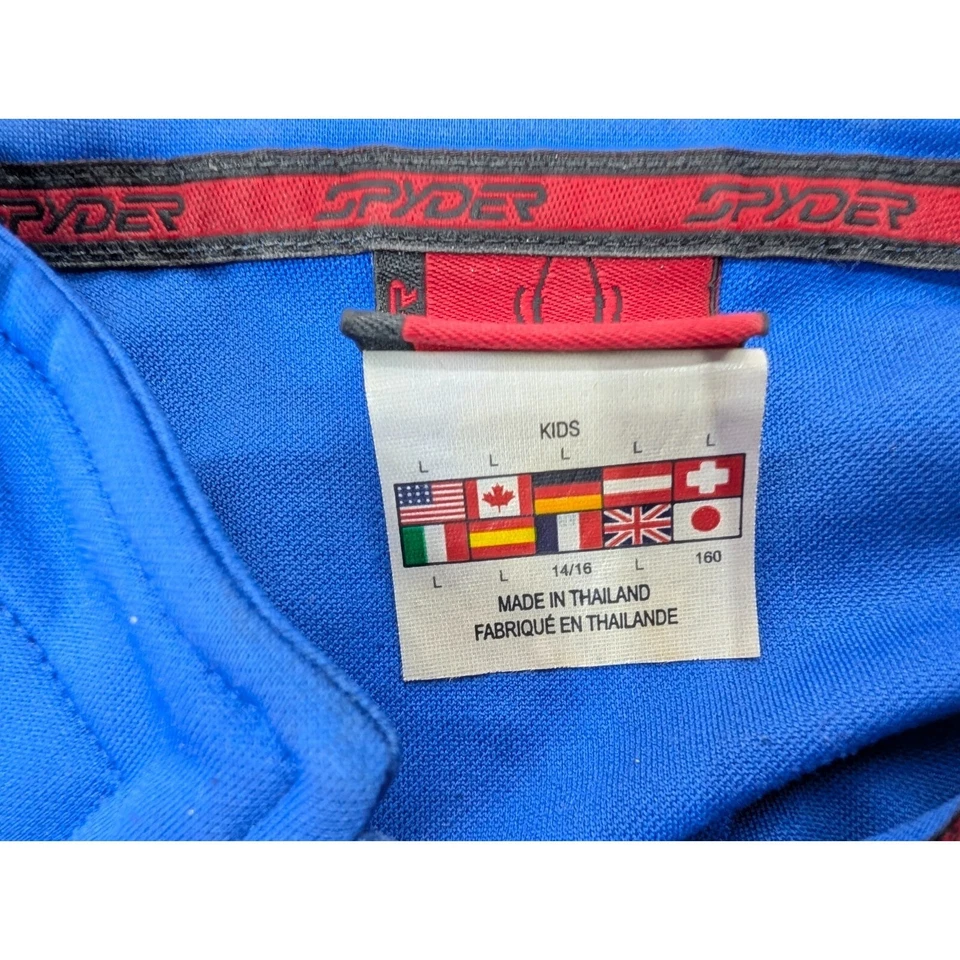 SPYDER SPYDER SPYDER
R
KIDS
L L L L L
L L 14/16 L 160
MADE IN THAILAND
FABRIQUÉ EN THAILANDE